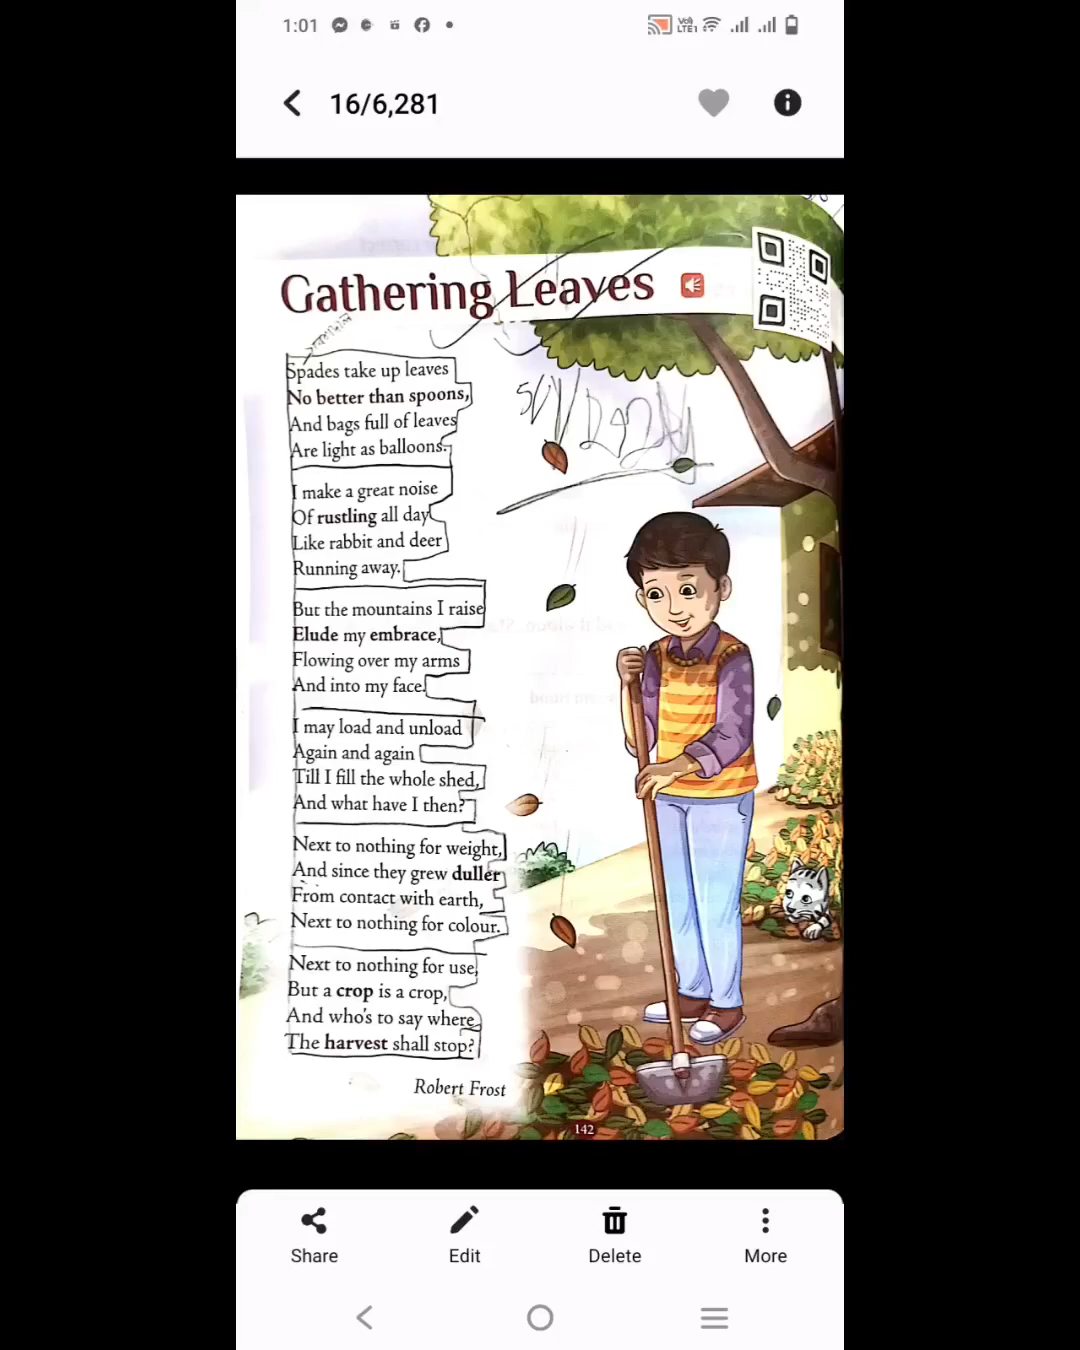 1:01
VoLTE1
16/6,281
Gathering Leaves
Spades take up leaves
No better than spoons,
And bags full of leaves
Are light as balloons.
I make a great noise
Of rustling all day
Like rabbit and deer
Running away.
But the mountains I raise
Elude my embrace,
Flowing over my arms
And into my face.
I may load and unload
Again and again
Till I fill the whole shed,
And what have I then?
Next to nothing for weight,
And since they grew duller
From contact with earth,
Next to nothing for colour.
Next to nothing for use,
But a crop is a crop,
And who's to say where
The harvest shall stop?
Robert Frost
142
Share Edit Delete More